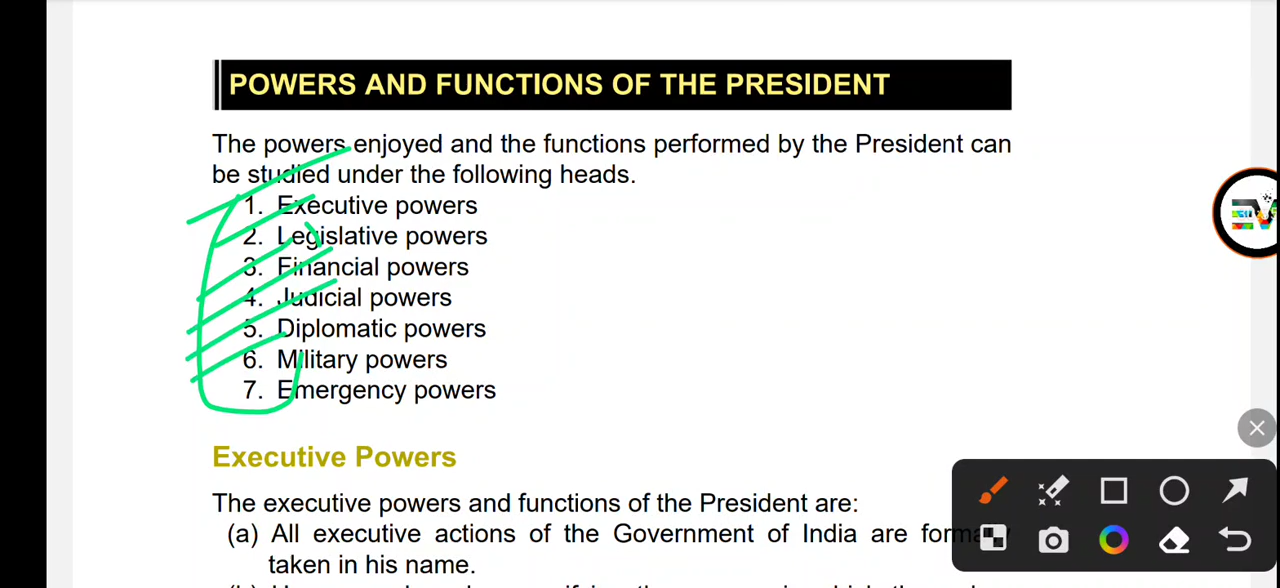 POWERS AND FUNCTIONS OF THE PRESIDENT
The powers enjoyed and the functions performed by the President can
be studied under the following heads.
1. Executive powers
2. Legislative powers
3. Financial powers
4. Judicial powers
5. Diplomatic powers
6. Military powers
7. Emergency powers
Executive Powers
The executive powers and functions of the President are:
(a) All executive actions of the Government of India are
taken in his name.